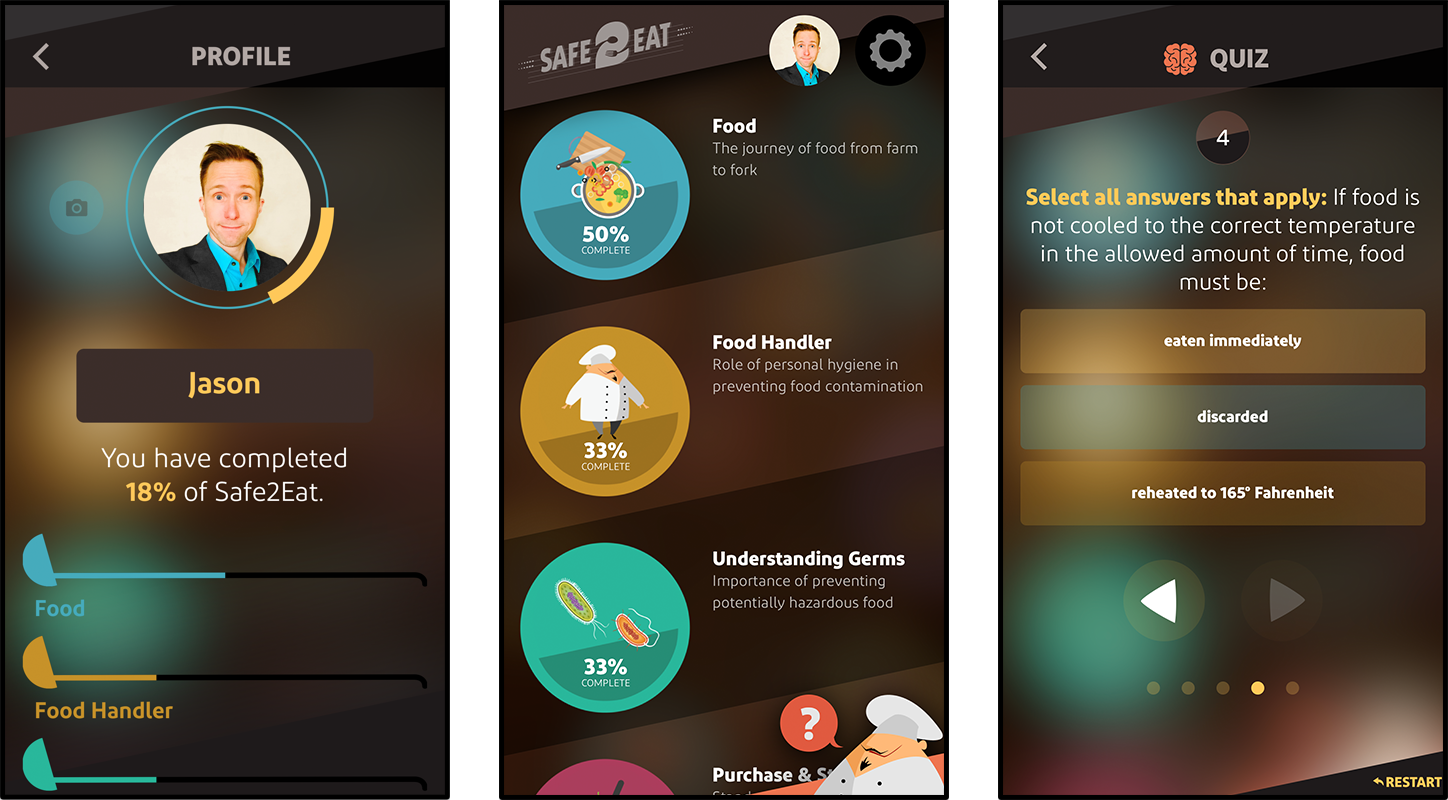 PROFILE
Jason
You have completed
18% of Safe2Eat.
Food
Food Handler
SAFE2EAT
Food
The journey of food from farm
to fork
50%
COMPLETE
Food Handler
Role of personal hygiene in
preventing food contamination
33%
COMPLETE
Understanding Germs
Importance of preventing
potentially hazardous food
33%
COMPLETE
?
Purchase &
QUIZ
4
Select all answers that apply: If food is
not cooled to the correct temperature
in the allowed amount of time, food
must be:
eaten immediately
discarded
reheated to 165° Fahrenheit
RESTART